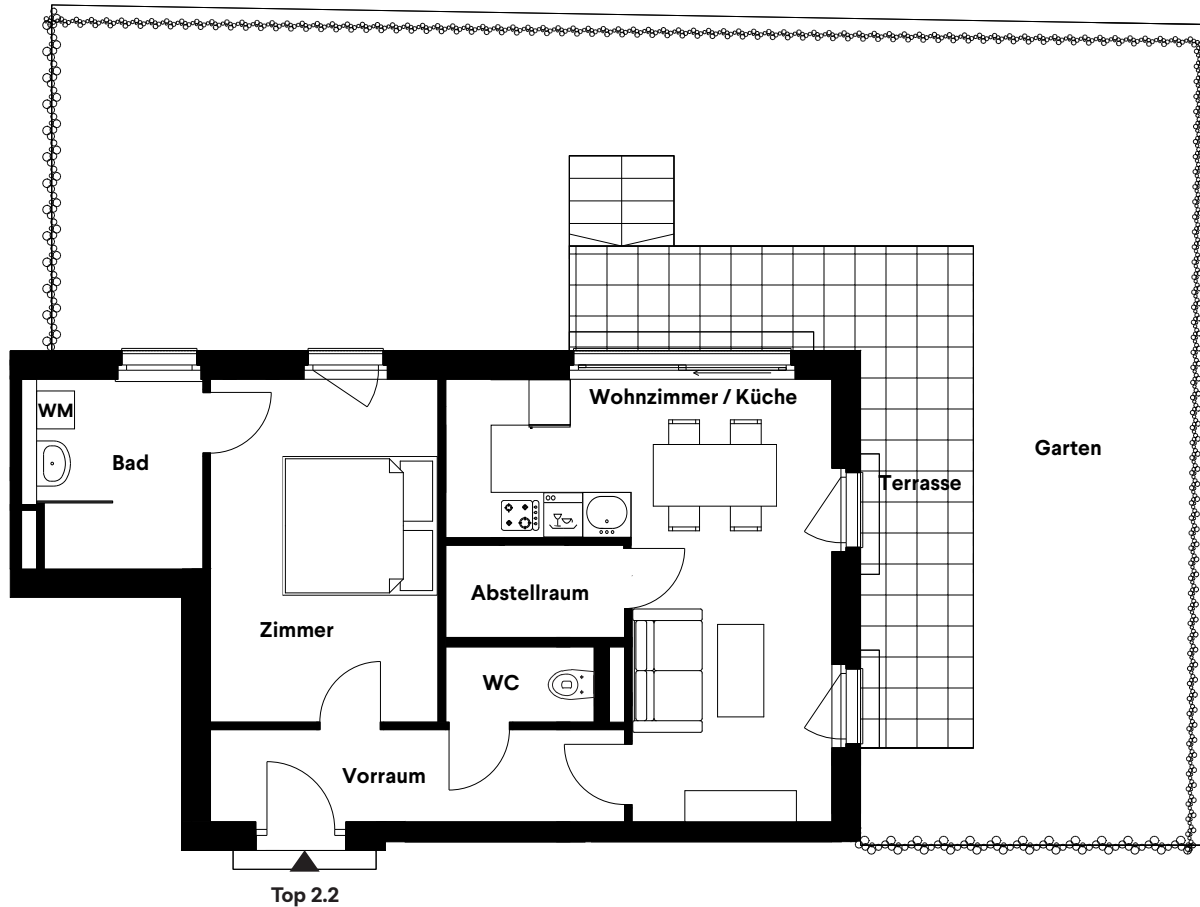 Wohnzimmer / Küche
WM
Bad
Garten
Terrasse
Abstellraum
Zimmer
WC
Vorraum
Top 2.2